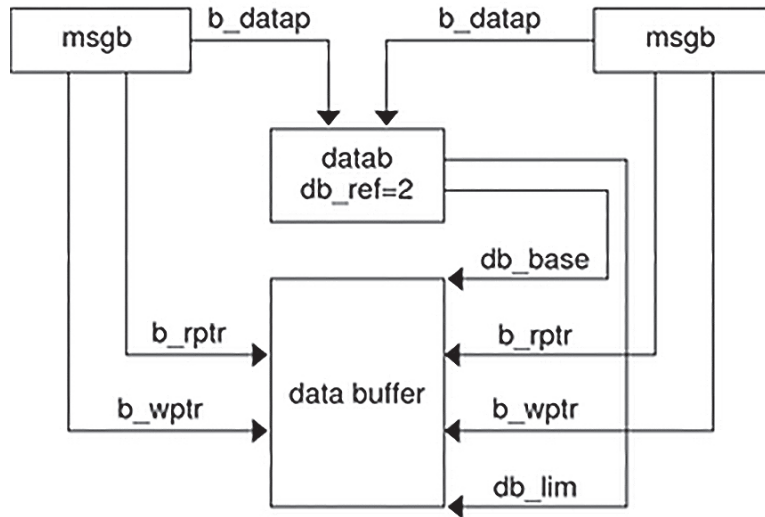 b_datap
b_datap
msgb
msgb
datab
db_ref=2
db_base
b_rptr
b_rptr
data buffer
b_wptr
b_wptr
db_lim